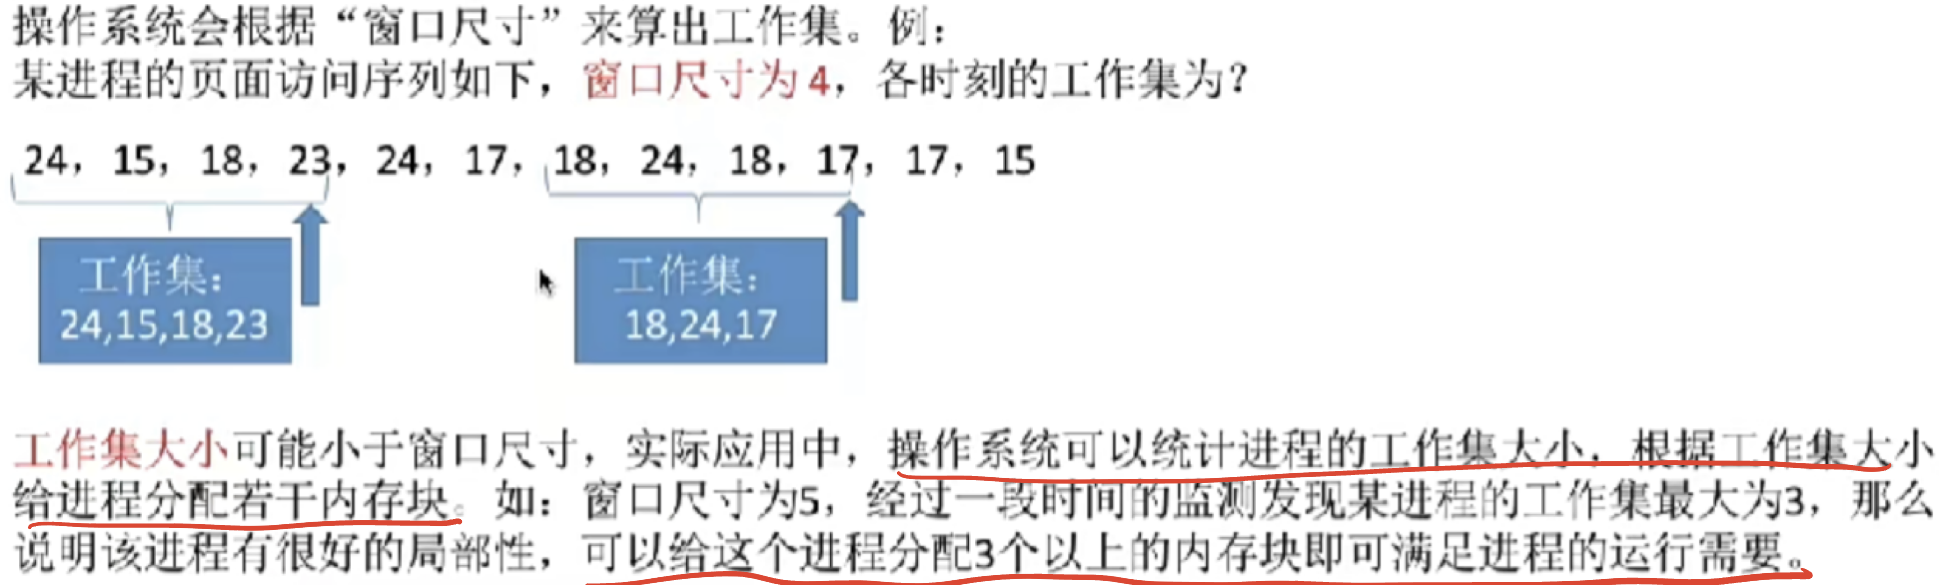 操作系统会根据“窗口尺寸”来算出工作集。例：
某进程的页面访问序列如下，窗口尺寸为 4，各时刻的工作集为？
24，15，18，23，24，17，18，24，18，17，17，15
工作集：
24,15,18,23
工作集：
18,24,17
工作集大小可能小于窗口尺寸，实际应用中，操作系统可以统计进程的工作集大小，根据工作集大小
给进程分配若干内存块。如：窗口尺寸为5，经过一段时间的监测发现某进程的工作集最大为3，那么
说明该进程有很好的局部性，可以给这个进程分配3个以上的内存块即可满足进程的运行需要。